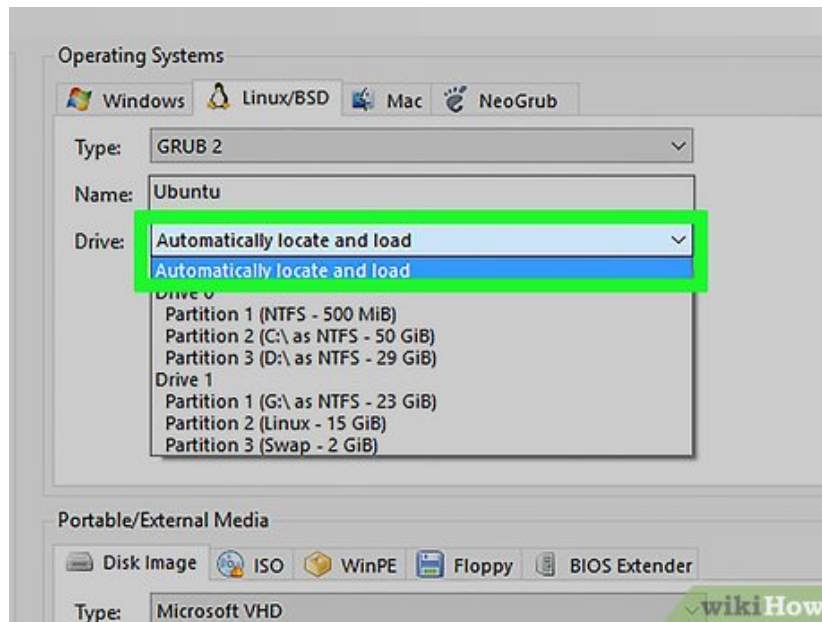 Operating Systems
Windows Linux/BSD Mac NeoGrub
Type: GRUB 2
Name: Ubuntu
Drive: Automatically locate and load
Automatically locate and load
Drive 0
Partition 1 (NTFS - 500 MiB)
Partition 2 (C:\ as NTFS - 50 GiB)
Partition 3 (D:\ as NTFS - 29 GiB)
Drive 1
Partition 1 (G:\ as NTFS - 23 GiB)
Partition 2 (Linux - 15 GiB)
Partition 3 (Swap - 2 GiB)
Portable/External Media
Disk Image ISO WinPE Floppy BIOS Extender
Type: Microsoft VHD
wikiHow